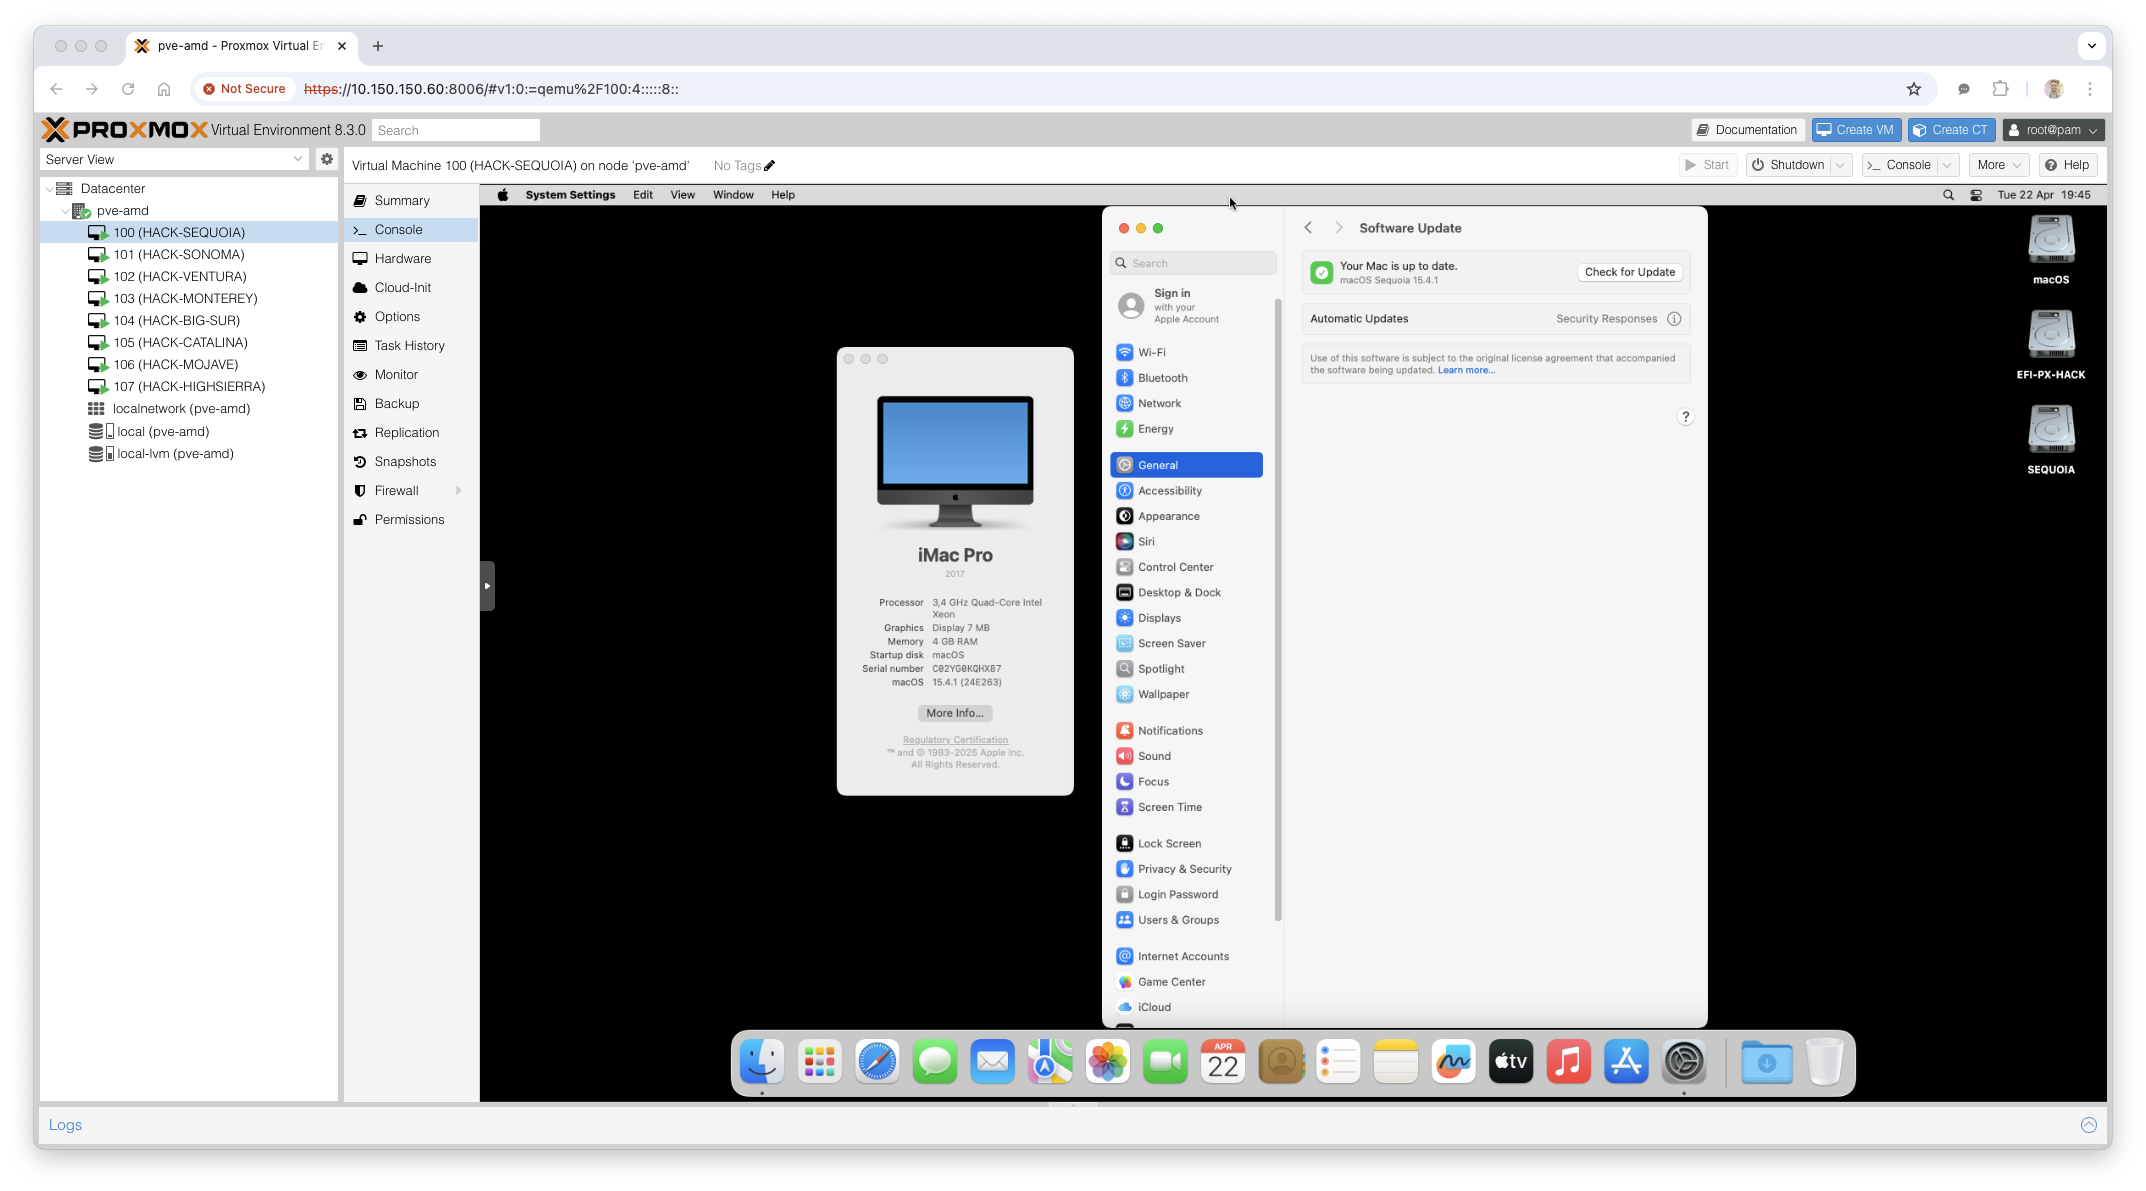 pve-amd - Proxmox Virtual Er
Not Secure
https://10.150.150.60:8006/#v1:0:=qemu%2F100:4:::::8::
PROXMOX Virtual Environment 8.3.0
Search
Documentation
Create VM
Create CT
root@pam
Server View
Virtual Machine 100 (HACK-SEQUOIA) on node 'pve-amd'
No Tags
Start
Shutdown
Console
More
Help
Datacenter
pve-amd
100 (HACK-SEQUOIA)
101 (HACK-SONOMA)
102 (HACK-VENTURA)
103 (HACK-MONTEREY)
104 (HACK-BIG-SUR)
105 (HACK-CATALINA)
106 (HACK-MOJAVE)
107 (HACK-HIGHSIERRA)
localnetwork (pve-amd)
local (pve-amd)
local-lvm (pve-amd)
Summary
Console
Hardware
Cloud-Init
Options
Task History
Monitor
Backup
Replication
Snapshots
Firewall
Permissions
System Settings Edit View Window Help
Tue 22 Apr 19:45
iMac Pro
2017
Processor 3,4 GHz Quad-Core Intel
Xeon
Graphics Display 7 MB
Memory 4 GB RAM
Startup disk macOS
Serial number C02YG0KQHX87
macOS 15.4.1 (24E263)
More Info...
Regulatory Certification
™ and © 1983-2025 Apple Inc.
All Rights Reserved.
Search
Sign in
with your
Apple Account
Wi-Fi
Bluetooth
Network
Energy
General
Accessibility
Appearance
Siri
Control Center
Desktop & Dock
Displays
Screen Saver
Spotlight
Wallpaper
Notifications
Sound
Focus
Screen Time
Lock Screen
Privacy & Security
Login Password
Users & Groups
Internet Accounts
Game Center
iCloud
Software Update
Your Mac is up to date.
macOS Sequoia 15.4.1
Check for Update
Automatic Updates
Security Responses
Use of this software is subject to the original license agreement that accompanied
the software being updated. Learn more...
?
macOS
EFI-PX-HACK
SEQUOIA
APR
22
tv
Logs